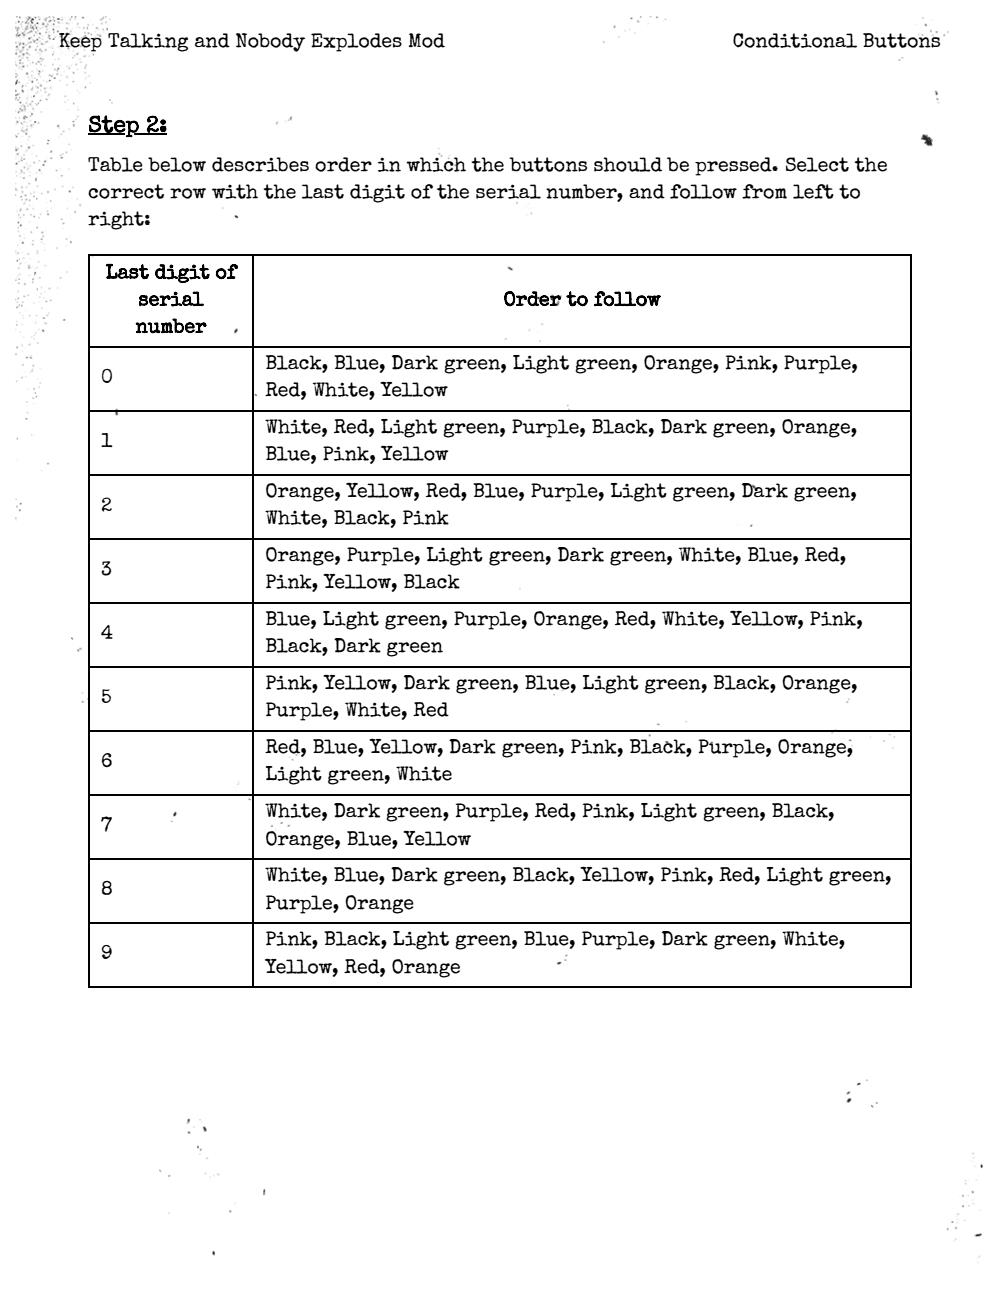 Keep Talking and Nobody Explodes Mod Conditional Buttons
Step 2:
Table below describes order in which the buttons should be pressed. Select the
correct row with the last digit of the serial number, and follow from left to
right:
Last digit of
serial
number
Order to follow
0
Black, Blue, Dark green, Light green, Orange, Pink, Purple,
Red, White, Yellow
1
White, Red, Light green, Purple, Black, Dark green, Orange,
Blue, Pink, Yellow
2
Orange, Yellow, Red, Blue, Purple, Light green, Dark green,
White, Black, Pink
3
Orange, Purple, Light green, Dark green, White, Blue, Red,
Pink, Yellow, Black
4
Blue, Light green, Purple, Orange, Red, White, Yellow, Pink,
Black, Dark green
5
Pink, Yellow, Dark green, Blue, Light green, Black, Orange,
Purple, White, Red
6
Red, Blue, Yellow, Dark green, Pink, Black, Purple, Orange,
Light green, White
7
White, Dark green, Purple, Red, Pink, Light green, Black,
Orange, Blue, Yellow
8
White, Blue, Dark green, Black, Yellow, Pink, Red, Light green,
Purple, Orange
9
Pink, Black, Light green, Blue, Purple, Dark green, White,
Yellow, Red, Orange